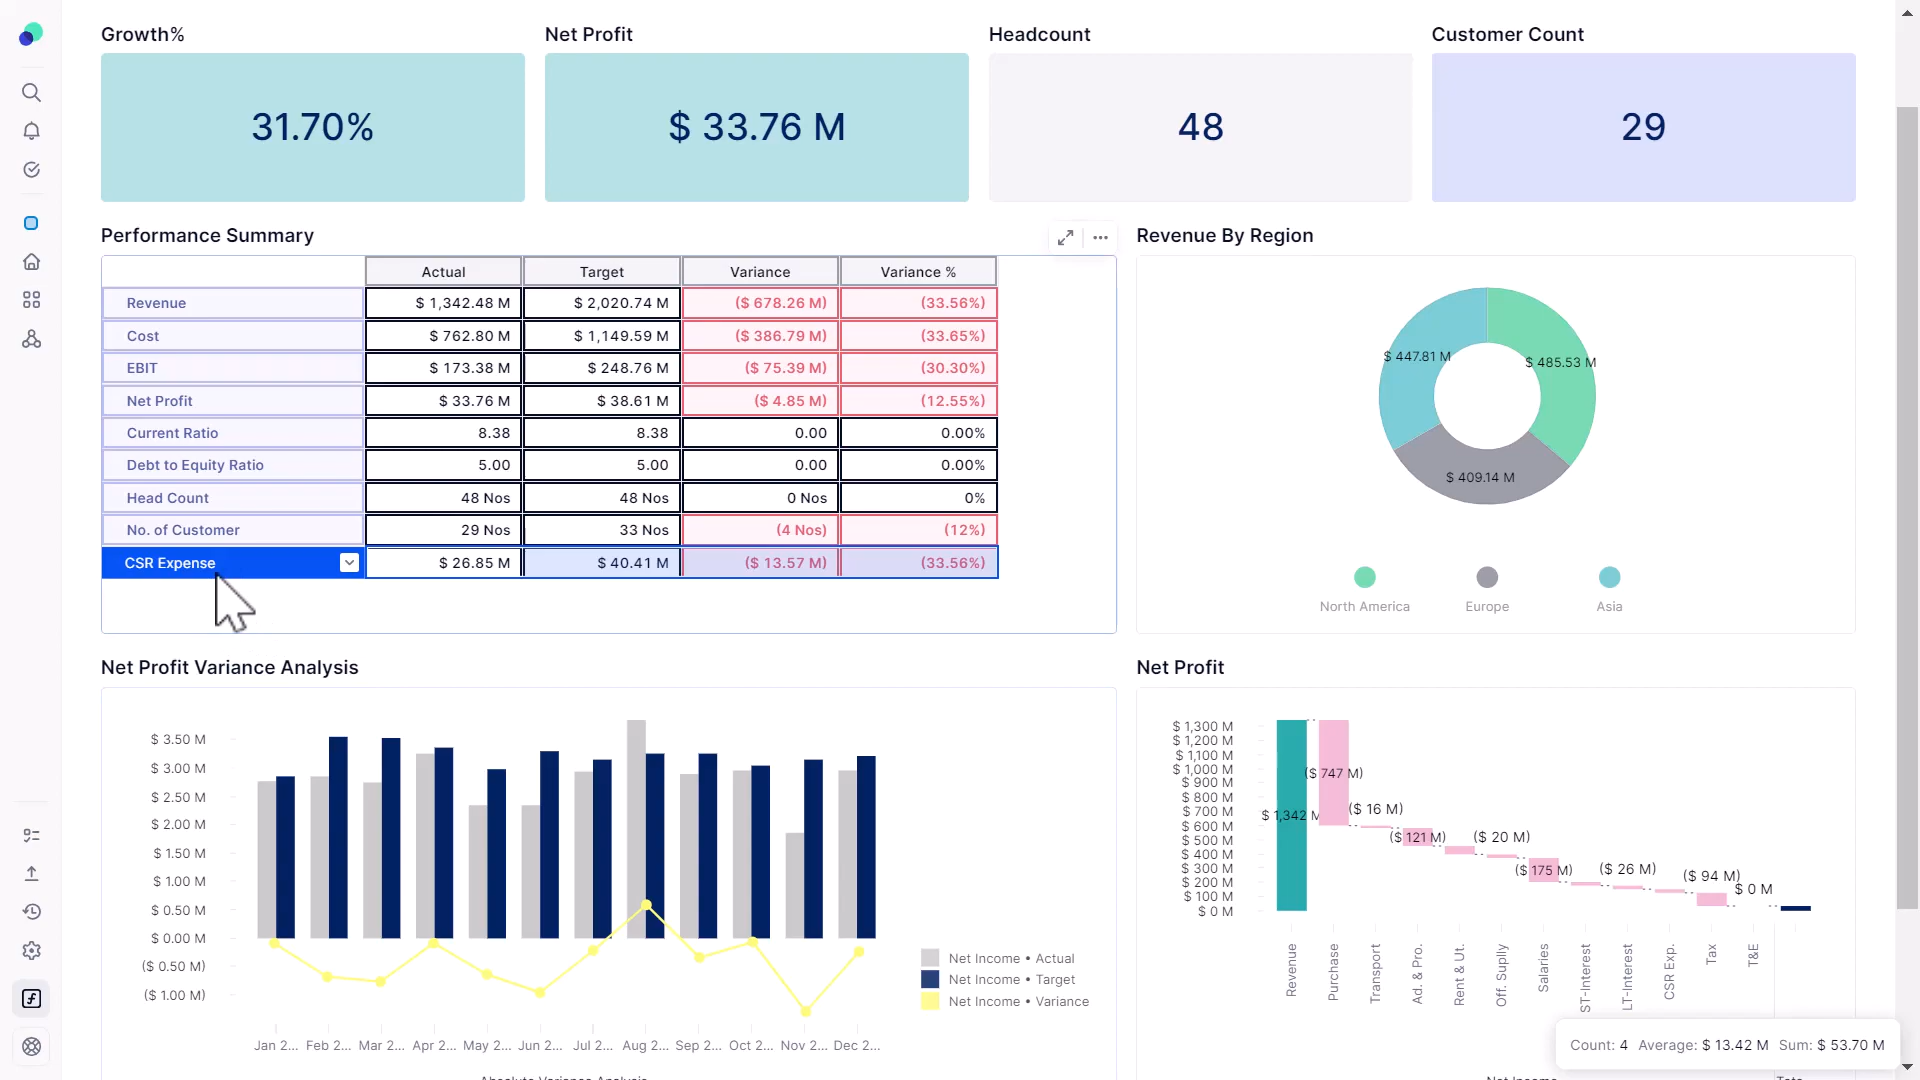 Growth%
Net Profit
Headcount
Customer Count
31.70%
$ 33.76 M
48
29
Performance Summary
Revenue By Region
Actual Target Variance Variance %
Revenue $ 1,342.48 M $ 2,020.74 M ($ 678.26 M) (33.56%)
Cost $ 762.80 M $ 1,149.59 M ($ 386.79 M) (33.65%)
EBIT $ 173.38 M $ 248.76 M ($ 75.39 M) (30.30%)
Net Profit $ 33.76 M $ 38.61 M ($ 4.85 M) (12.55%)
Current Ratio 8.38 8.38 0.00 0.00%
Debt to Equity Ratio 5.00 5.00 0.00 0.00%
Head Count 48 Nos 48 Nos 0 Nos 0%
No. of Customer 29 Nos 33 Nos (4 Nos) (12%)
CSR Expense $ 26.85 M $ 40.41 M ($ 13.57 M) (33.56%)
$ 447.81 M
$ 485.53 M
$ 409.14 M
North America Europe Asia
Net Profit Variance Analysis
$ 3.50 M
$ 3.00 M
$ 2.50 M
$ 2.00 M
$ 1.50 M
$ 1.00 M
$ 0.50 M
$ 0.00 M
($ 0.50 M)
($ 1.00 M)
Jan 2... Feb 2... Mar 2... Apr 2... May 2... Jun 2... Jul 2... Aug 2... Sep 2... Oct 2... Nov 2... Dec 2...
Net Income • Actual
Net Income • Target
Net Income • Variance
Absolute Variance Analysis
Net Profit
$ 1,300 M
$ 1,200 M
$ 1,100 M
$ 1,000 M
$ 900 M
$ 800 M
$ 700 M
$ 600 M
$ 500 M
$ 400 M
$ 300 M
$ 200 M
$ 100 M
$ 0 M
$ 1,342 M
($ 747 M)
($ 16 M)
($ 121 M)
($ 20 M)
($ 175 M)
($ 26 M)
($ 94 M)
$ 0 M
Revenue
Purchase
Transport
Ad. & Pro.
Rent & Ut.
Off. Suplly
Salaries
ST-Interest
LT-Interest
CSR Exp.
Tax
T&E
Count: 4 Average: $ 13.42 M Sum: $ 53.70 M
Net Income